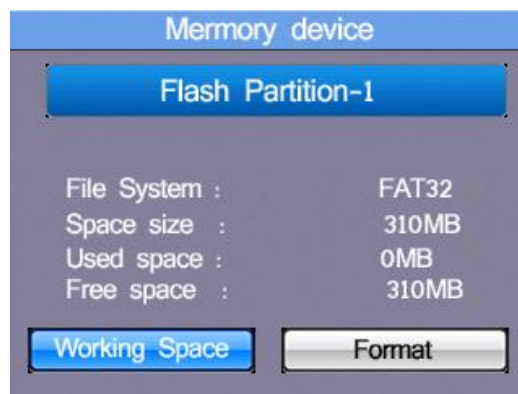 Mermory device
Flash Partition-1
File System : FAT32
Space size : 310MB
Used space : 0MB
Free space : 310MB
Working Space Format